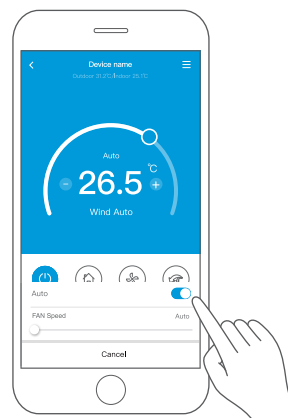 Device name
Outdoor 31.2°C/Indoor 25.1°C
Auto
- 26.5 °C +
Wind Auto
Auto
FAN Speed Auto
Cancel